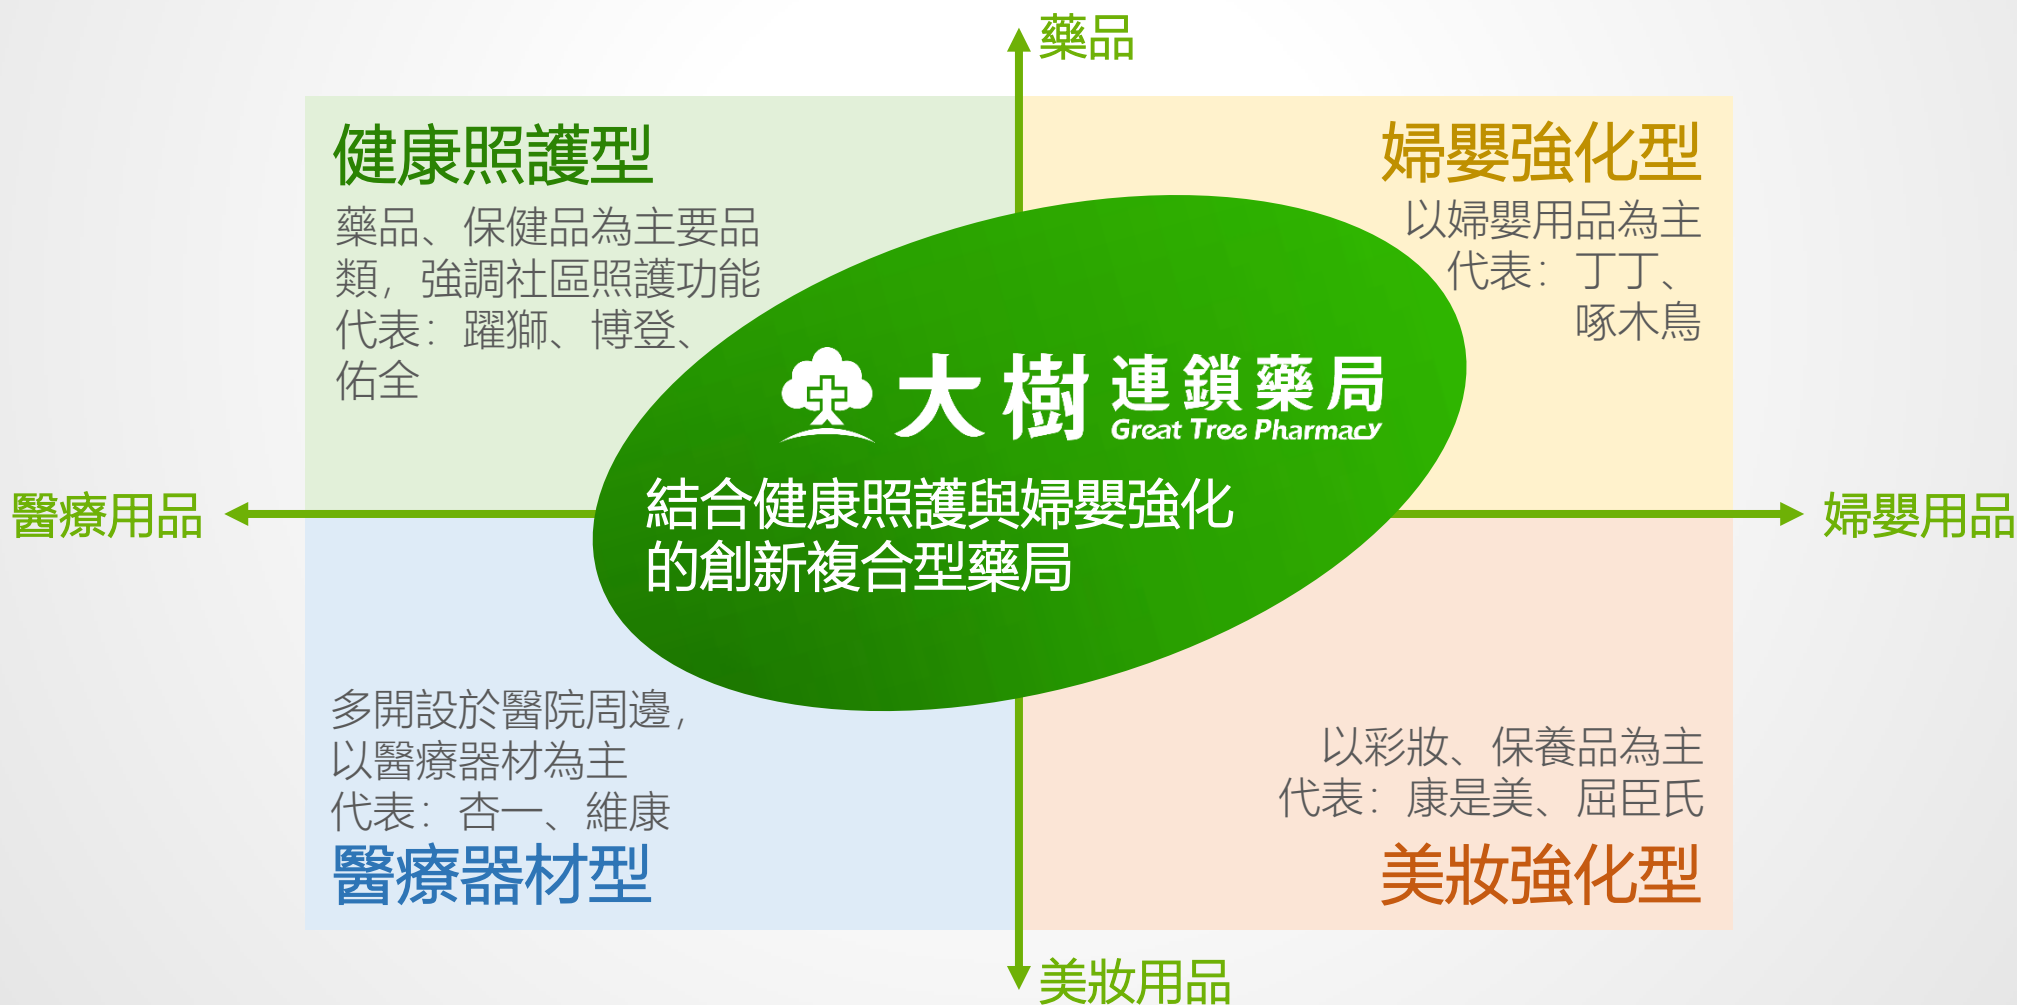 藥品
健康照護型
藥品、保健品為主要品
類，強調社區照護功能
代表：躍獅、博登、
佑全
婦嬰強化型
以婦嬰用品為主
代表：丁丁、
啄木鳥
大樹連鎖藥局
Great Tree Pharmacy
結合健康照護與婦嬰強化
的創新複合型藥局
醫療用品
婦嬰用品
多開設於醫院周邊，
以醫療器材為主
代表：杏一、維康
醫療器材型
以彩妝、保養品為主
代表：康是美、屈臣氏
美妝強化型
美妝用品